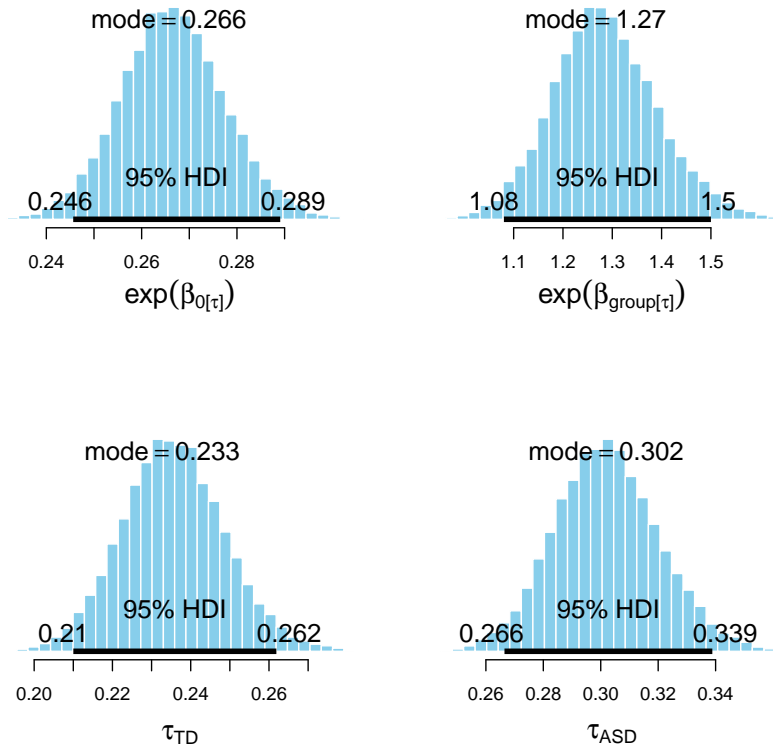 mode = 0.266
95% HDI
0.246 0.289
0.24 0.26 0.28
exp(β0[τ])
mode = 1.27
95% HDI
1.08 1.5
1.1 1.2 1.3 1.4 1.5
exp(βgroup[τ])
mode = 0.233
95% HDI
0.21 0.262
0.20 0.22 0.24 0.26
τTD
mode = 0.302
95% HDI
0.266 0.339
0.26 0.28 0.30 0.32 0.34
τASD